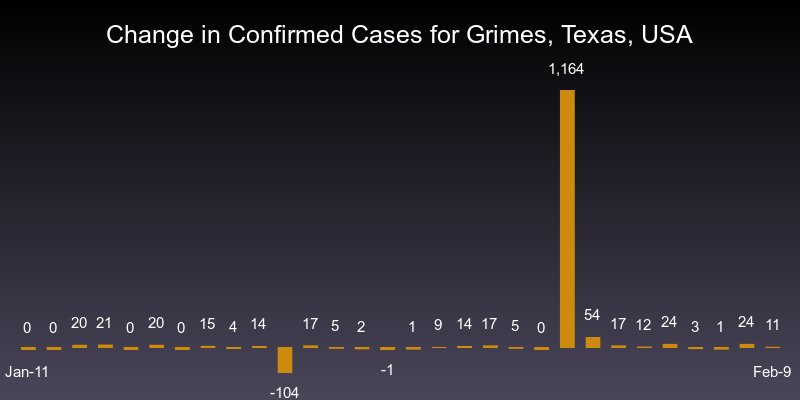 Change in Confirmed Cases for Grimes, Texas, USA
1,164
0 0 20 21 0 20 0 15 4 14 17 5 2 1 9 14 17 5 0 54 17 12 24 3 1 24 11
Jan-11 -1 Feb-9
-104